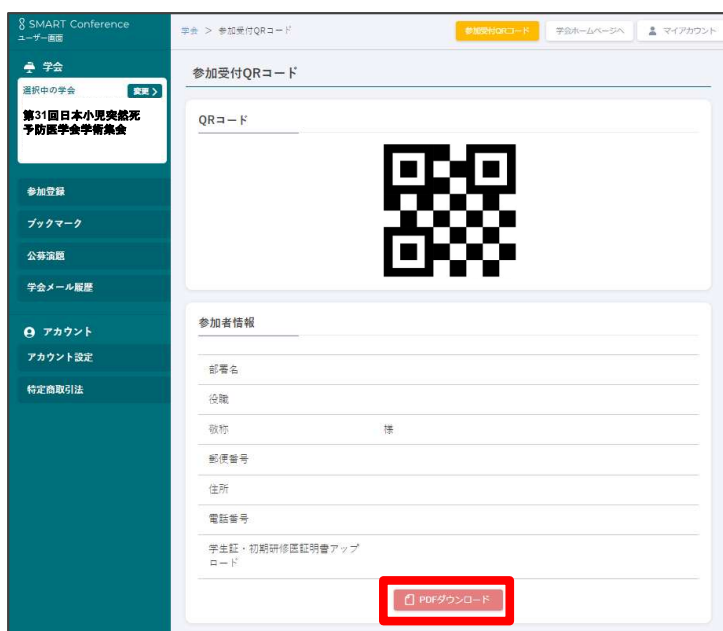 SMART Conference
ユーザー画面
学会 > 参加受付QRコード
参加受付QRコード
学会ホームページへ
マイアカウント
学会
選択中の学会
変更 >
第31回日本小児突然死
予防医学会学術集会
参加登録
ブックマーク
公募演題
学会メール履歴
アカウント
アカウント設定
特定商取引法
参加受付QRコード
QRコード
参加者情報
部署名
役職
敬称 様
郵便番号
住所
電話番号
学生証・初期研修医証明書アップ
ロード
PDFダウンロード